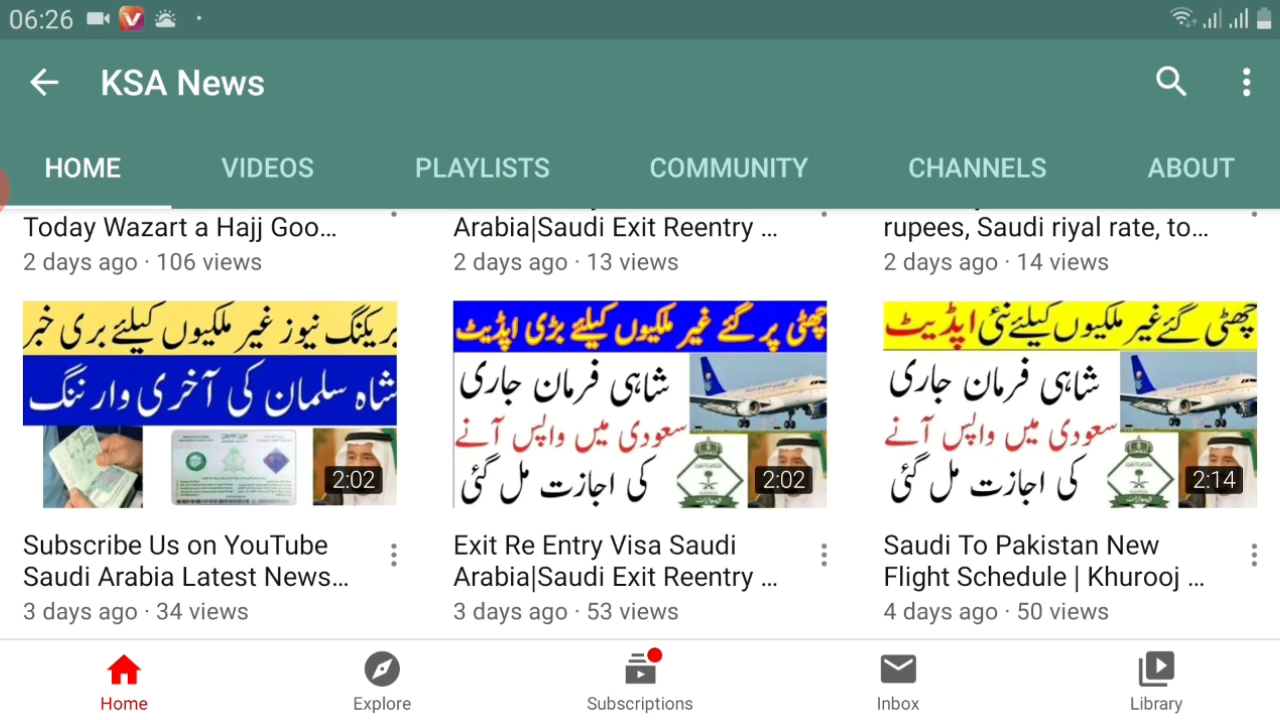 06:26
KSA News
HOME VIDEOS PLAYLISTS COMMUNITY CHANNELS ABOUT
Today Wazart a Hajj Goo...
2 days ago · 106 views
Arabia|Saudi Exit Reentry ...
2 days ago · 13 views
rupees, Saudi riyal rate, to...
2 days ago · 14 views
بریکنگ نیوز غیر ملکیوں کیلئے بری خبر
شاہ سلمان کی آخری وارننگ
2:02
Subscribe Us on YouTube
Saudi Arabia Latest News...
3 days ago · 34 views
چھٹی پر گئے غیر ملکیوں کیلئے بڑی اپڈیٹ
شاہی فرمان جاری
سعودی میں واپس آنے
کی اجازت مل گئی
2:02
Exit Re Entry Visa Saudi
Arabia|Saudi Exit Reentry ...
3 days ago · 53 views
چھٹی گئے غیر ملکیوں کیلئے نئی اپڈیٹ
شاہی فرمان جاری
سعودی میں واپس آنے
کی اجازت مل گئی
2:14
Saudi To Pakistan New
Flight Schedule | Khurooj ...
4 days ago · 50 views
Home Explore Subscriptions Inbox Library